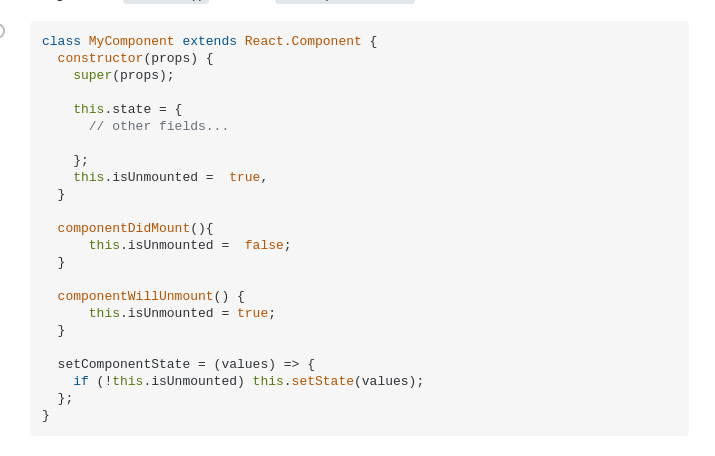 class MyComponent extends React.Component {
  constructor(props) {
    super(props);

    this.state = {
      // other fields...

    };
    this.isUnmounted =  true,
  }

  componentDidMount(){
      this.isUnmounted =  false;
  }

  componentWillUnmount() {
      this.isUnmounted = true;
  }

  setComponentState = (values) => {
    if (!this.isUnmounted) this.setState(values);
  };
}